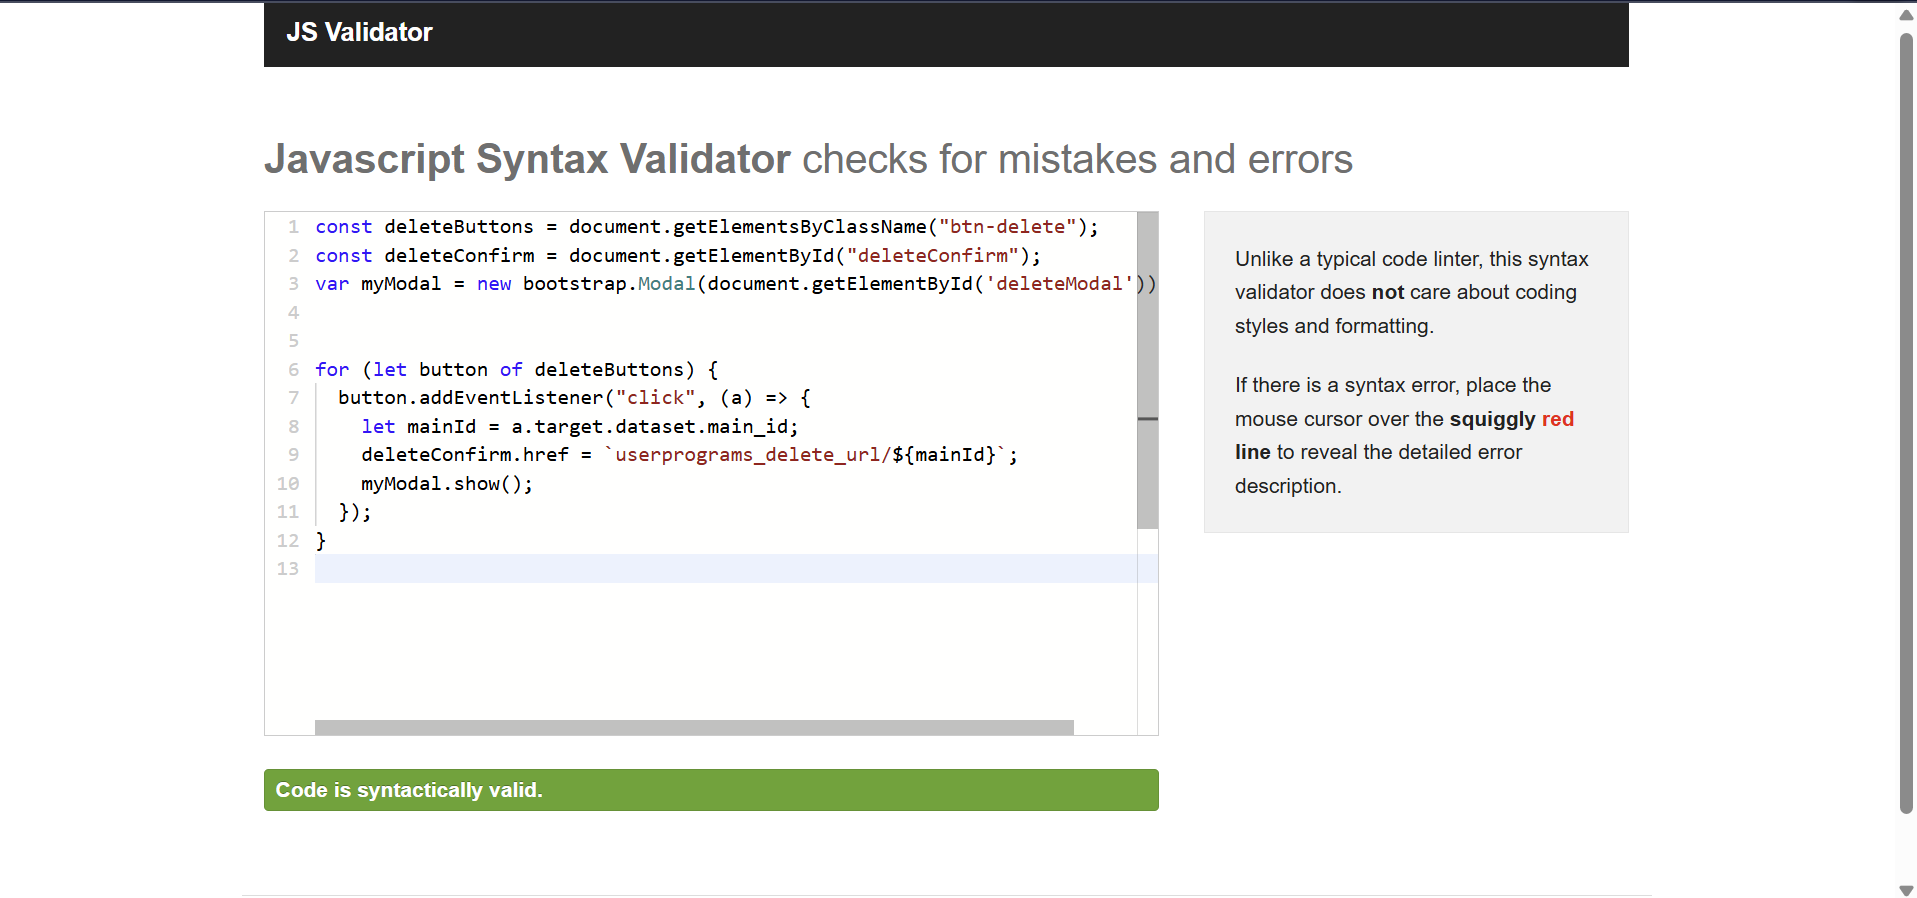 JS Validator
Javascript Syntax Validator checks for mistakes and errors
1 const deleteButtons = document.getElementsByClassName("btn-delete");
2 const deleteConfirm = document.getElementById("deleteConfirm");
3 var myModal = new bootstrap.Modal(document.getElementById('deleteModal'))
4
5
6 for (let button of deleteButtons) {
7   button.addEventListener("click", (a) => {
8     let mainId = a.target.dataset.main_id;
9     deleteConfirm.href = `userprograms_delete_url/${mainId}`;
10     myModal.show();
11   });
12 }
13
Code is syntactically valid.
Unlike a typical code linter, this syntax
validator does not care about coding
styles and formatting.
If there is a syntax error, place the
mouse cursor over the squiggly red
line to reveal the detailed error
description.